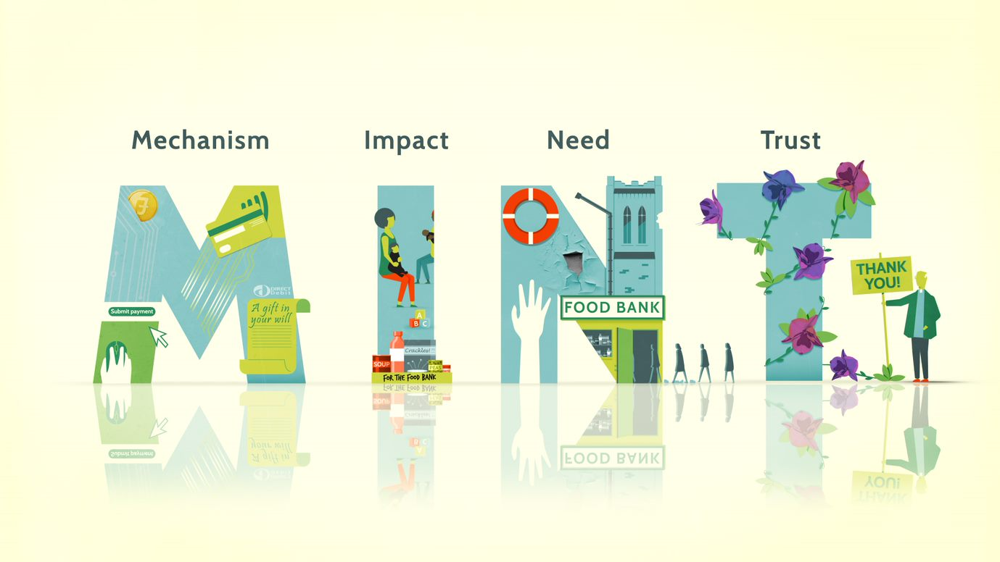 Mechanism
Impact
Need
Trust
DIRECT
Debit
Submit payment
A gift in
your will
A
B C
Crackles!
SOUP
PEAS
FOR THE FOOD BANK
FOOD BANK
THANK
YOU!